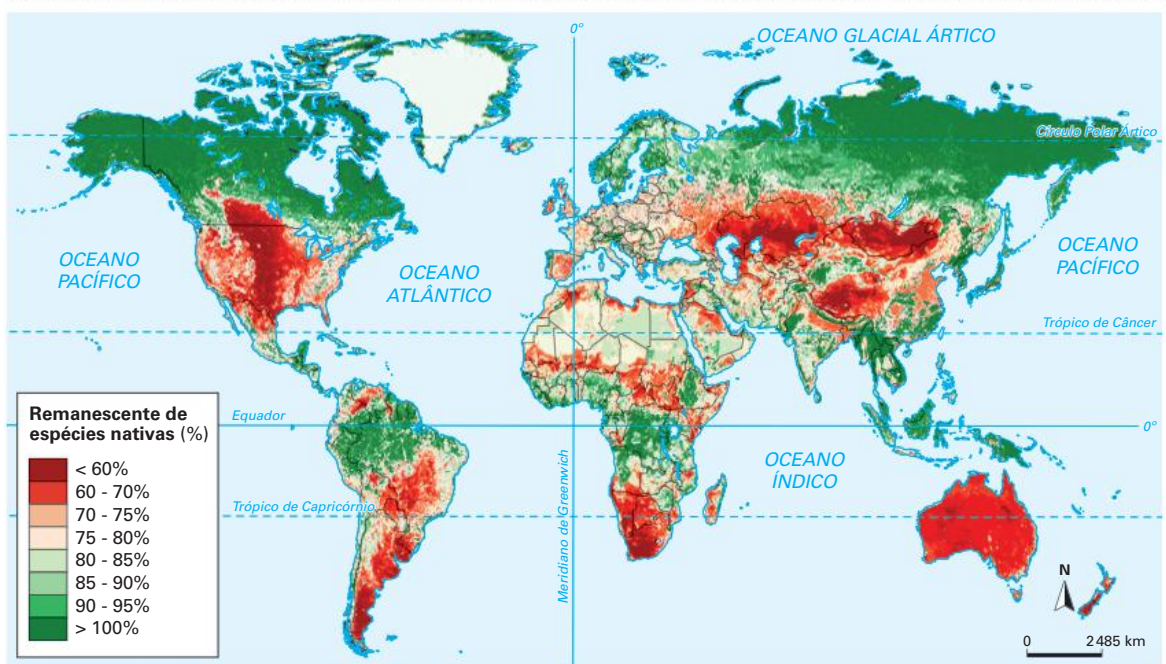 0º
OCEANO GLACIAL ÁRTICO
Círculo Polar Ártico
OCEANO
PACÍFICO
OCEANO
ATLÂNTICO
OCEANO
PACÍFICO
Trópico de Câncer
Equador
0º
OCEANO
ÍNDICO
Meridiano de Greenwich
Trópico de Capricórnio
Remanescente de
espécies nativas (%)
< 60%
60 - 70%
70 - 75%
75 - 80%
80 - 85%
85 - 90%
90 - 95%
> 100%
N
0 2 485 km